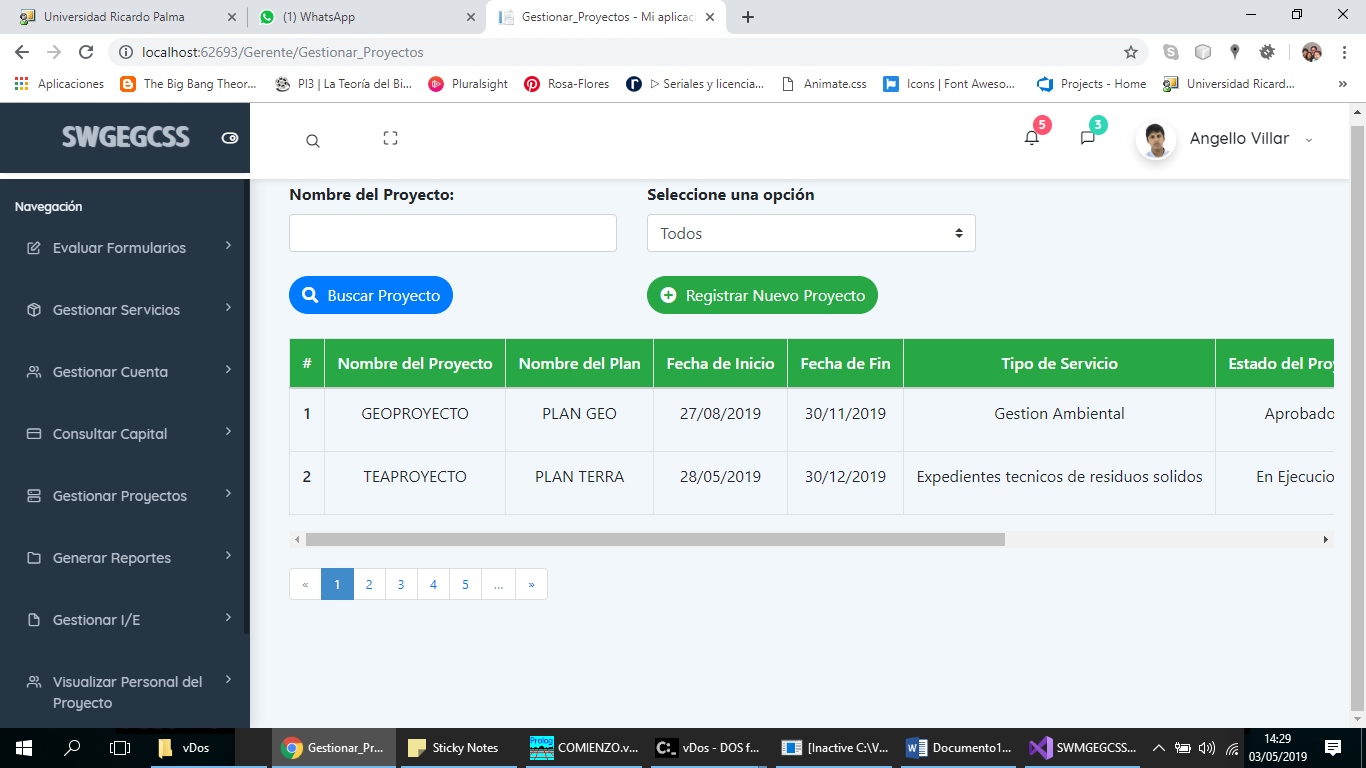 Universidad Ricardo Palma
(1) WhatsApp
Gestionar_Proyectos - Mi aplicac
localhost:62693/Gerente/Gestionar_Proyectos
Aplicaciones
The Big Bang Theor...
PI3 | La Teoría del Bi...
Pluralsight
Rosa-Flores
▷ Seriales y licencia...
Animate.css
Icons | Font Aweso...
Projects - Home
Universidad Ricard...
»
SWGEGCSS
5
3
Angello Villar
Navegación
Evaluar Formularios
Gestionar Servicios
Gestionar Cuenta
Consultar Capital
Gestionar Proyectos
Generar Reportes
Gestionar I/E
Visualizar Personal del
Proyecto
Nombre del Proyecto:
Seleccione una opción
Todos
Buscar Proyecto
Registrar Nuevo Proyecto
# Nombre del Proyecto Nombre del Plan Fecha de Inicio Fecha de Fin Tipo de Servicio Estado del Proy
1 GEOPROYECTO PLAN GEO 27/08/2019 30/11/2019 Gestion Ambiental Aprobado
2 TEAPROYECTO PLAN TERRA 28/05/2019 30/12/2019 Expedientes tecnicos de residuos solidos En Ejecucio
« 1 2 3 4 5 ... »
vDos
Gestionar_Pr...
Sticky Notes
Prolog
COMIENZO.v...
C:\
vDos - DOS f...
[Inactive C:\V...
Documento1...
SWMGEGCSS...
14:29
03/05/2019